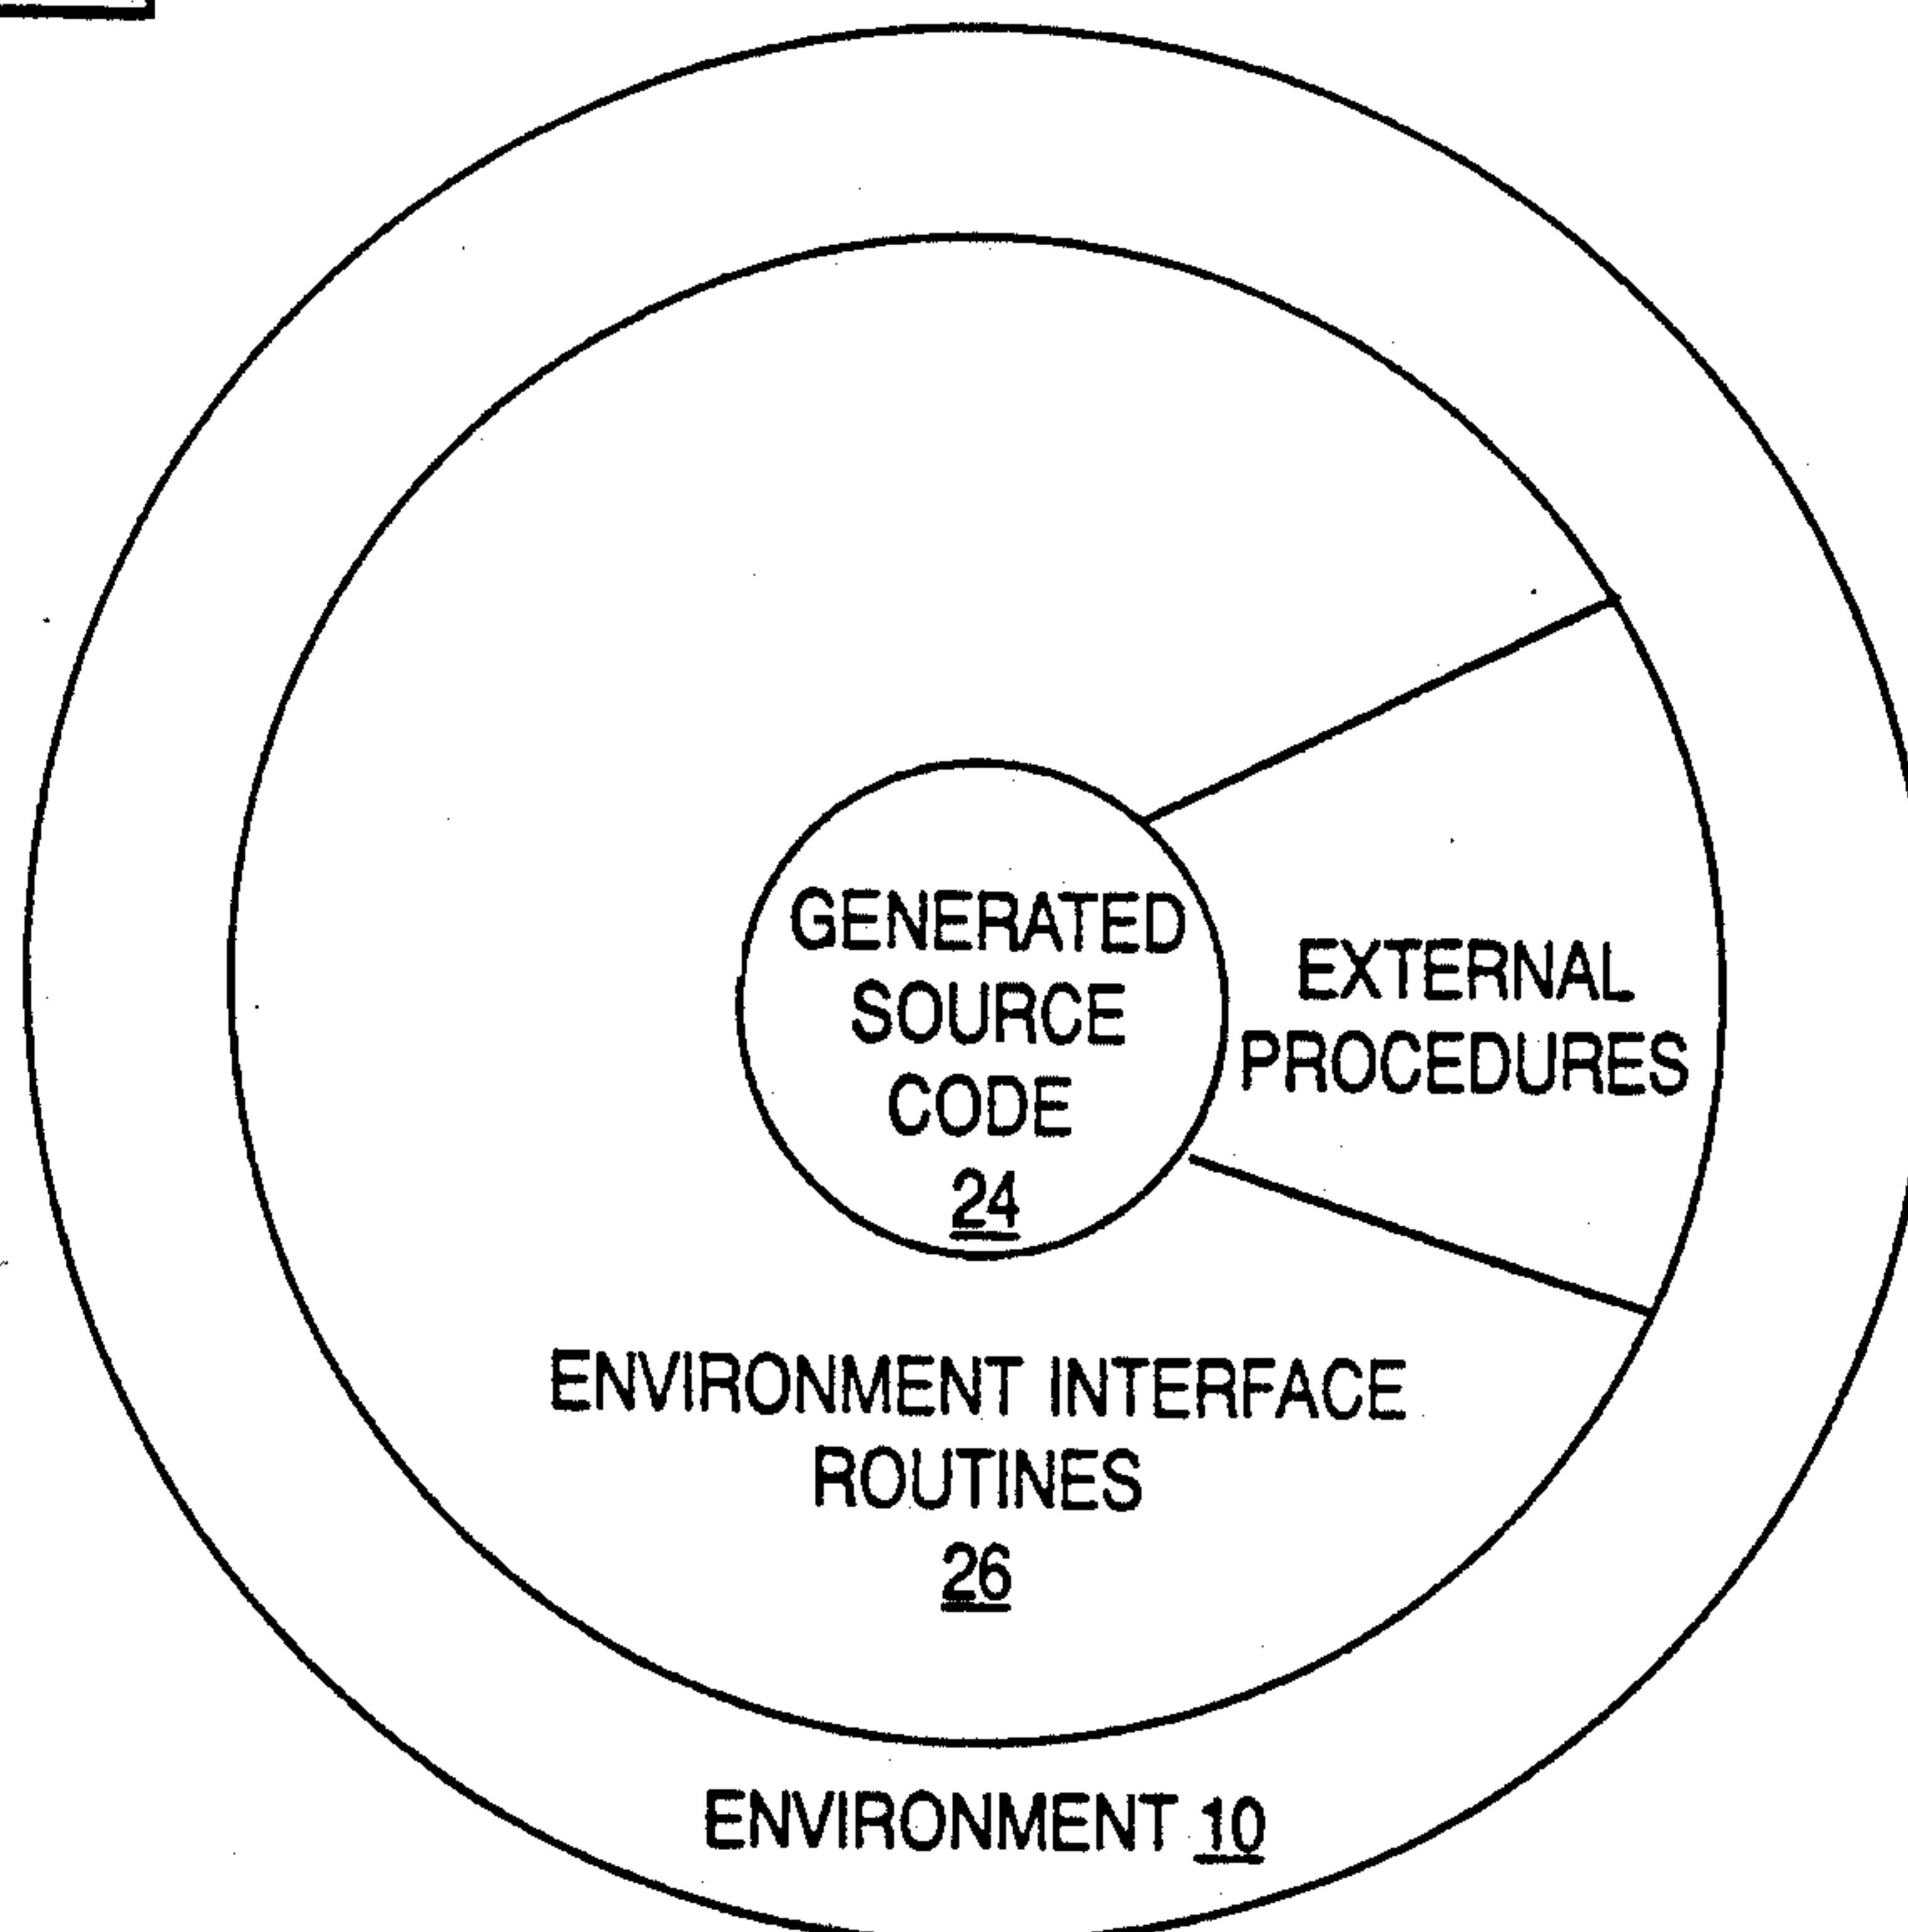 GENERATED
SOURCE
CODE
24
EXTERNAL
PROCEDURES
ENVIRONMENT INTERFACE
ROUTINES
26
ENVIRONMENT 10